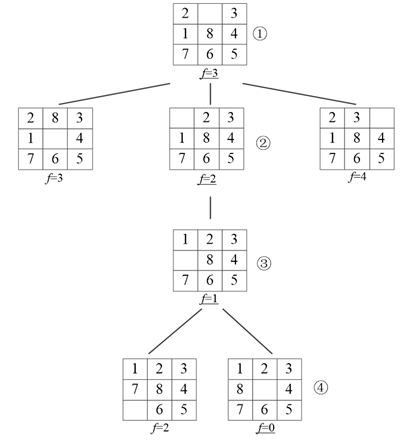 2 3
1 8 4 ①
7 6 5
f=3
2 8 3 2 3 2 3
1 4 1 8 4 ② 1 8 4
7 6 5 7 6 5 7 6 5
f=3 f=2 f=4
1 2 3
8 4 ③
7 6 5
f=1
1 2 3 1 2 3
7 8 4 8 4 ④
6 5 7 6 5
f=2 f=0